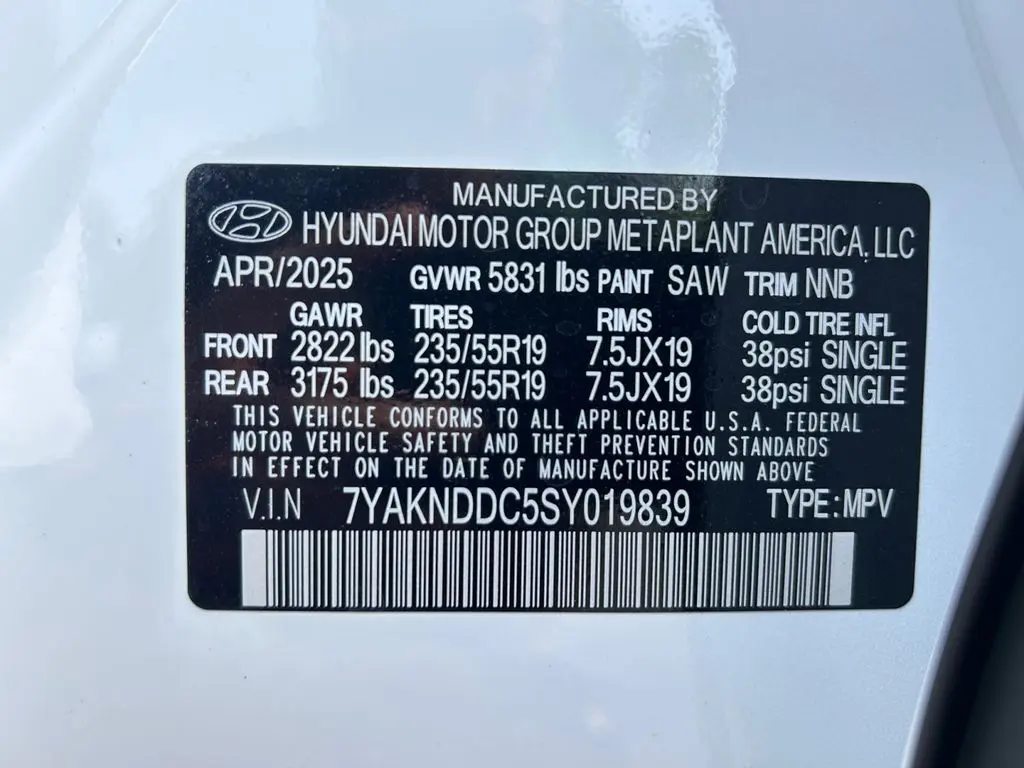 MANUFACTURED BY
HYUNDAI MOTOR GROUP METAPLANT AMERICA, LLC
APR/2025 GVWR 5831 lbs PAINT SAW TRIM NNB
GAWR TIRES RIMS COLD TIRE INFL
FRONT 2822 lbs 235/55R19 7.5JX19 38psi SINGLE
REAR 3175 lbs 235/55R19 7.5JX19 38psi SINGLE
THIS VEHICLE CONFORMS TO ALL APPLICABLE U.S.A. FEDERAL
MOTOR VEHICLE SAFETY AND THEFT PREVENTION STANDARDS
IN EFFECT ON THE DATE OF MANUFACTURE SHOWN ABOVE
V.I.N 7YAKNDDC5SY019839 TYPE: MPV